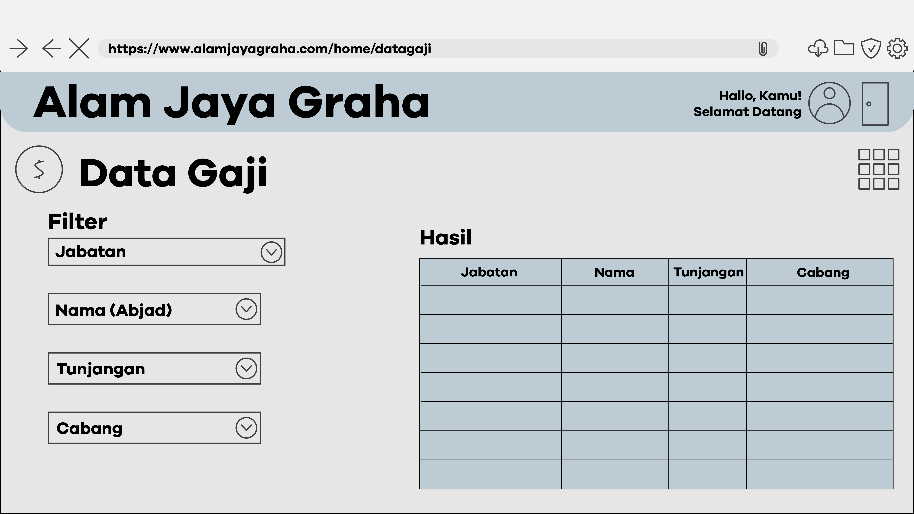 https://www.alamjayagraha.com/home/datagaji
Alam Jaya Graha
Hallo, Kamu!
Selamat Datang
$ Data Gaji
Filter
Jabatan
Nama (Abjad)
Tunjangan
Cabang
Hasil
Jabatan Nama Tunjangan Cabang